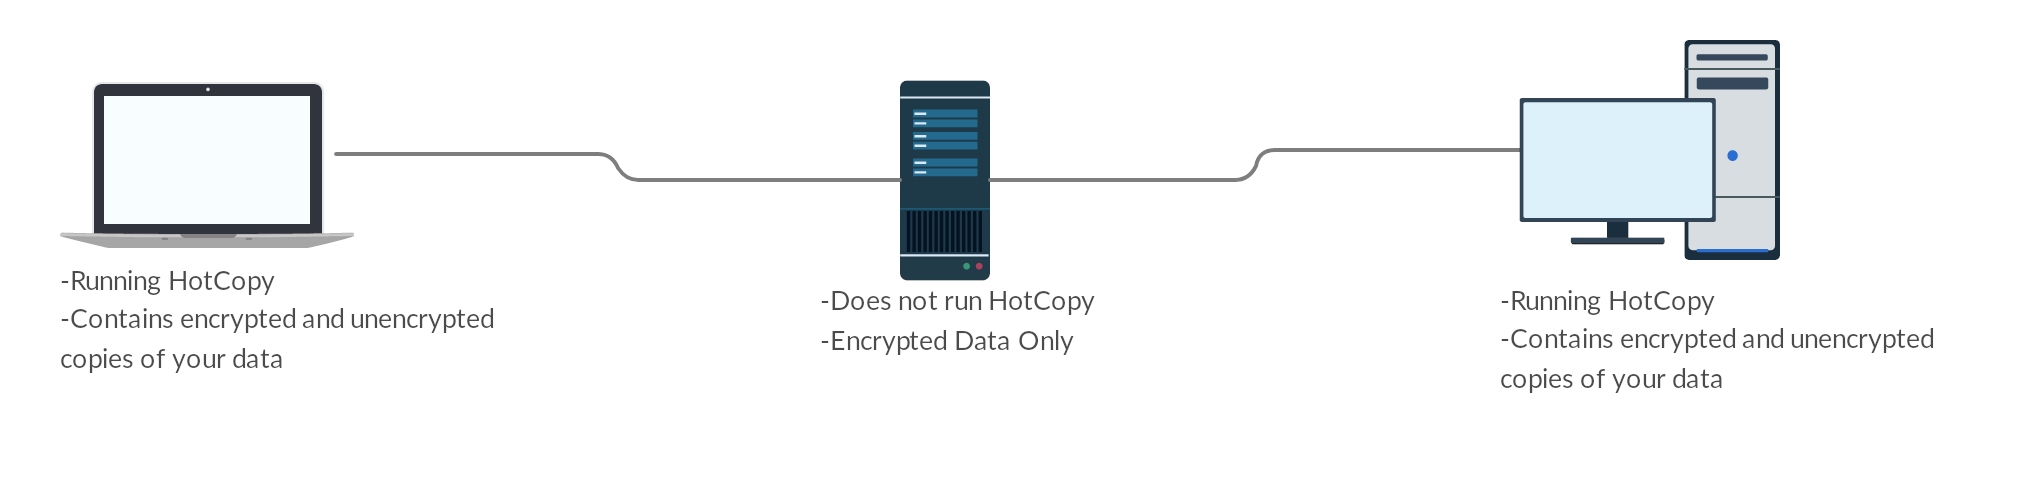 -Running HotCopy
-Contains encrypted and unencrypted
copies of your data
-Does not run HotCopy
-Encrypted Data Only
-Running HotCopy
-Contains encrypted and unencrypted
copies of your data